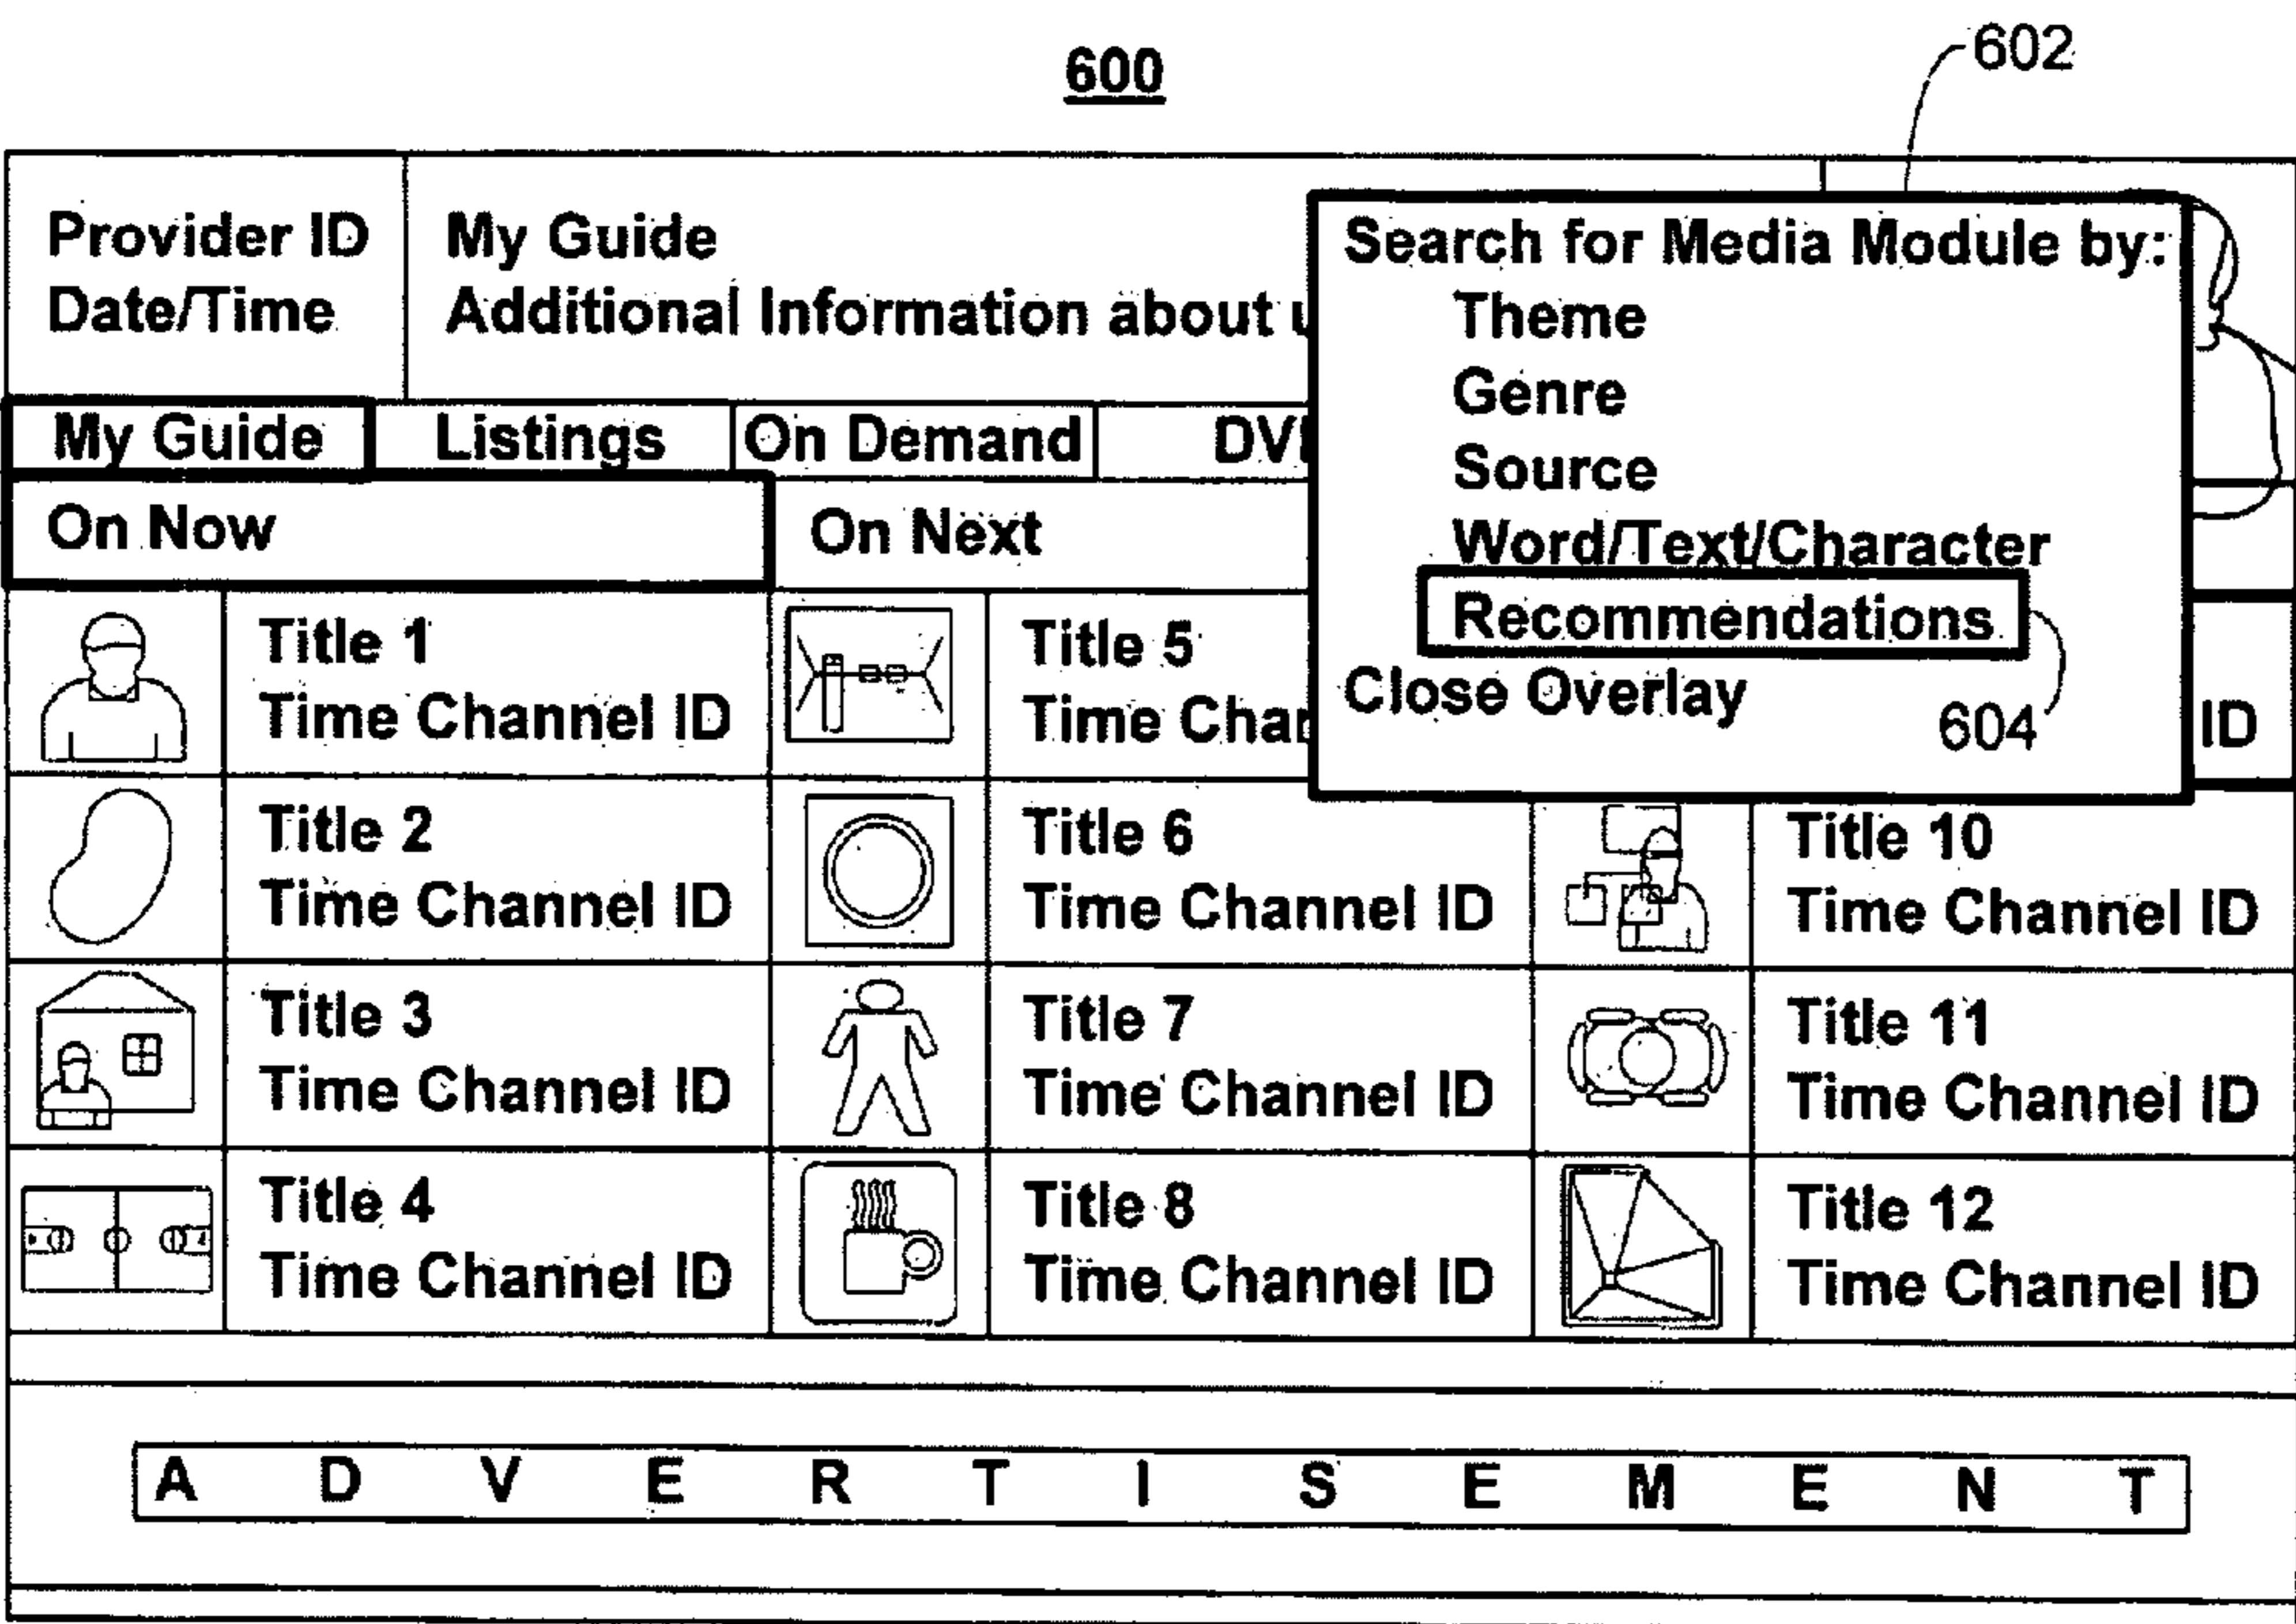 600
602
Provider ID
Date/Time
My Guide
Additional Information about
Search for Media Module by:
Theme
Genre
Source
Word/Text/Character
Recommendations
Close Overlay
604
My Guide
Listings
On Demand
On Now
On Next
Title 1
Time Channel ID
Title 5
Time
ID
Title 2
Time Channel ID
Title 6
Time Channel ID
Title 10
Time Channel ID
Title 3
Time Channel ID
Title 7
Time Channel ID
Title 11
Time Channel ID
Title 4
Time Channel ID
Title 8
Time Channel ID
Title 12
Time Channel ID
A D V E R T I S E M E N T